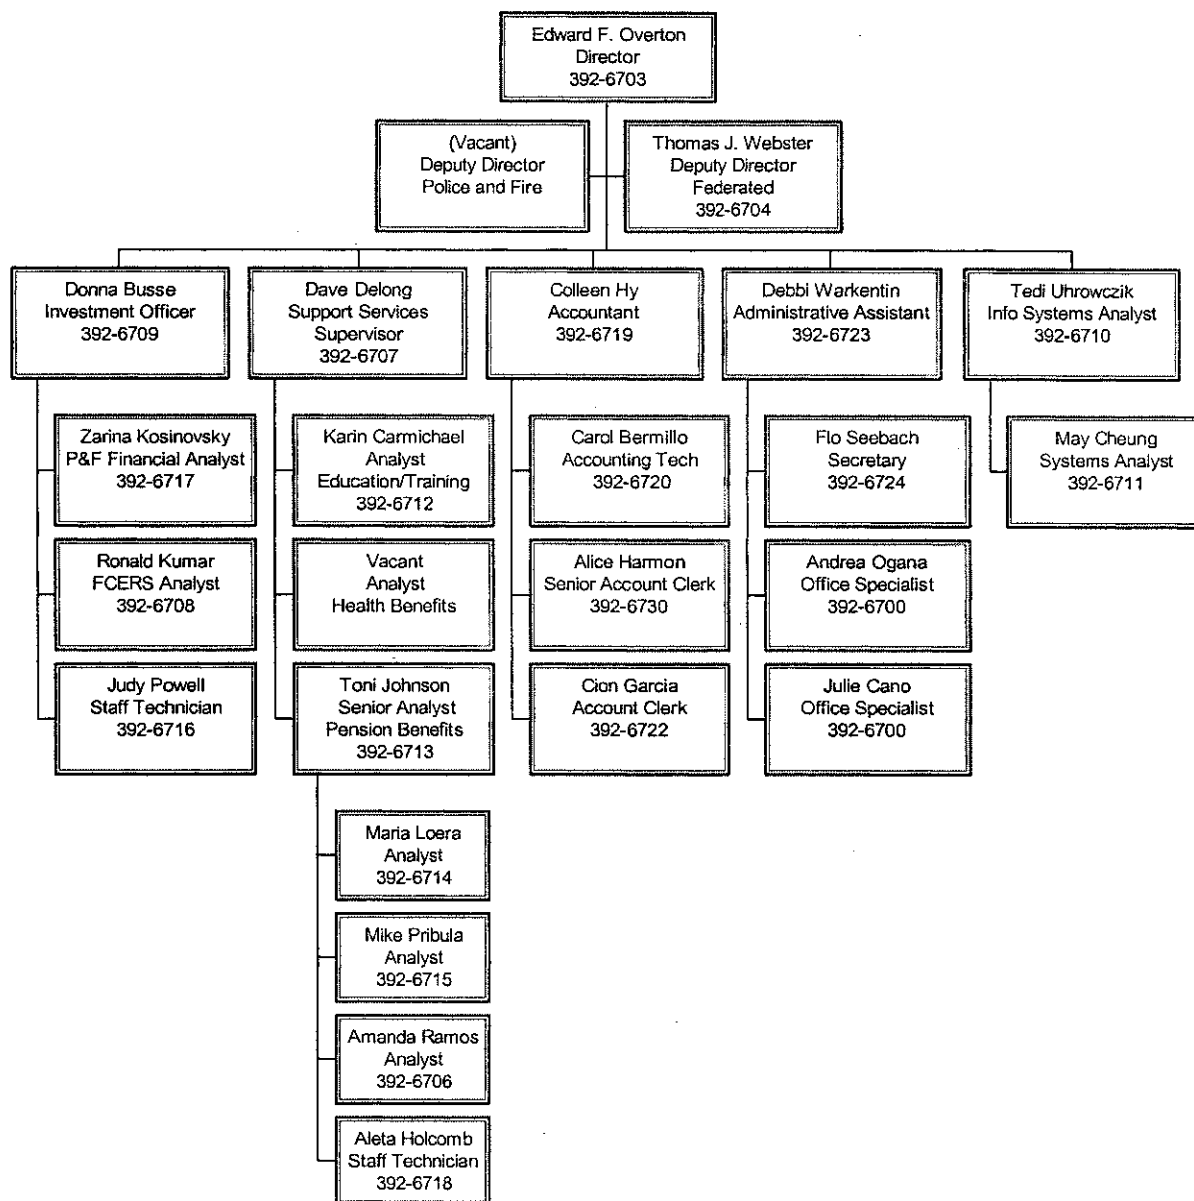 Edward F. Overton
Director
392-6703
(Vacant)
Deputy Director
Police and Fire
Thomas J. Webster
Deputy Director
Federated
392-6704
Donna Busse
Investment Officer
392-6709
Dave Delong
Support Services
Supervisor
392-6707
Colleen Hy
Accountant
392-6719
Debbi Warkentin
Administrative Assistant
392-6723
Tedi Uhrowczik
Info Systems Analyst
392-6710
Zarina Kosinovsky
P&F Financial Analyst
392-6717
Karin Carmichael
Analyst
Education/Training
392-6712
Carol Bermillo
Accounting Tech
392-6720
Flo Seebach
Secretary
392-6724
May Cheung
Systems Analyst
392-6711
Ronald Kumar
FCERS Analyst
392-6708
Vacant
Analyst
Health Benefits
Alice Harmon
Senior Account Clerk
392-6730
Andrea Ogana
Office Specialist
392-6700
Judy Powell
Staff Technician
392-6716
Toni Johnson
Senior Analyst
Pension Benefits
392-6713
Cion Garcia
Account Clerk
392-6722
Julie Cano
Office Specialist
392-6700
Maria Loera
Analyst
392-6714
Mike Pribula
Analyst
392-6715
Amanda Ramos
Analyst
392-6706
Aleta Holcomb
Staff Technician
392-6718